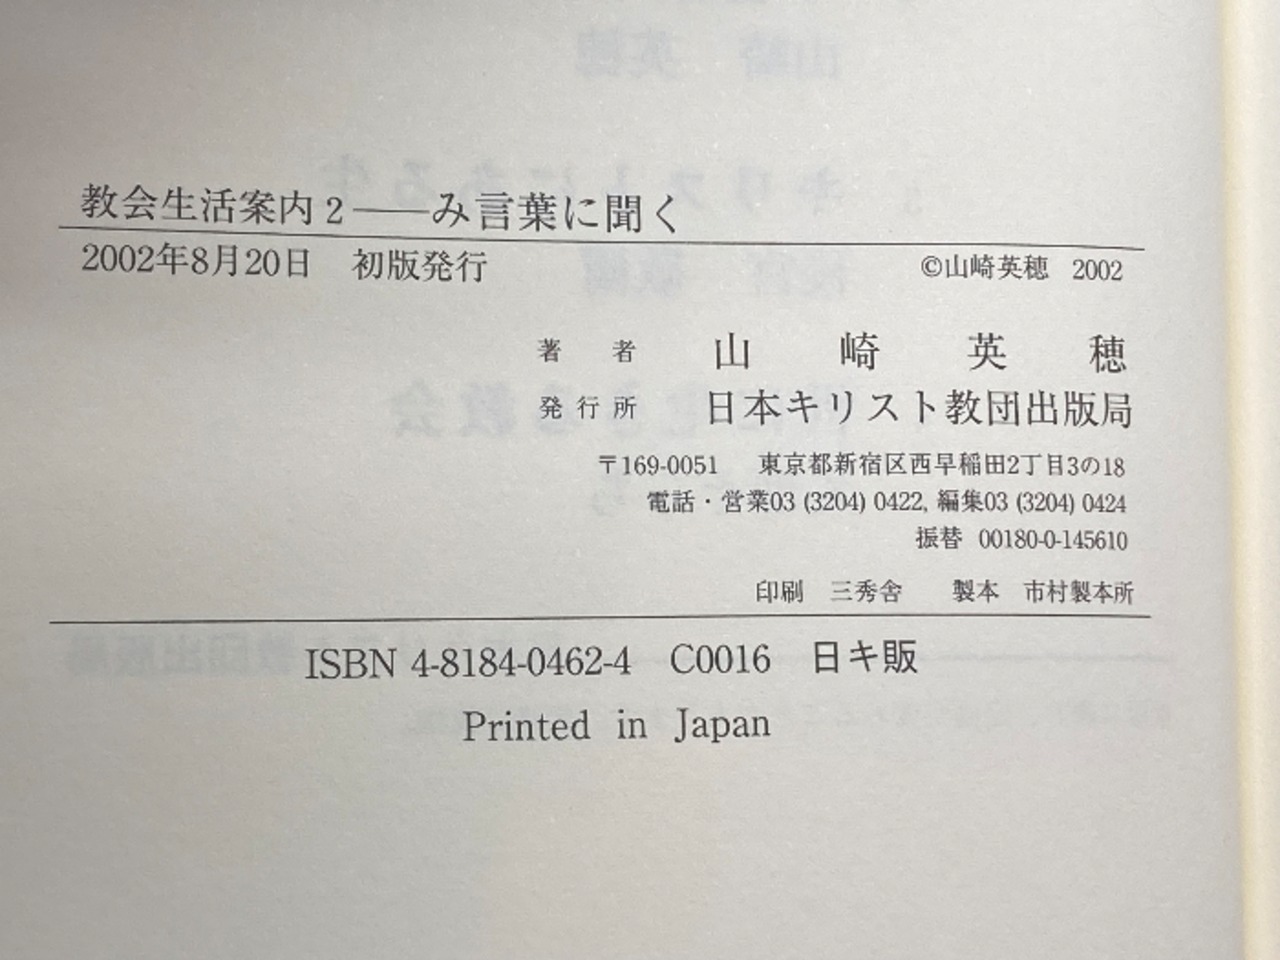 教会生活案内2――み言葉に聞く
2002年8月20日 初版発行 ©山崎英穂 2002
著 者 山 崎 英 穂
発行所 日本キリスト教団出版局
〒169-0051 東京都新宿区西早稲田2丁目3の18
電話・営業03 (3204) 0422, 編集03 (3204) 0424
振替 00180-0-145610
印刷 三秀舎 製本 市村製本所
ISBN 4-8184-0462-4 C0016 日キ販
Printed in Japan